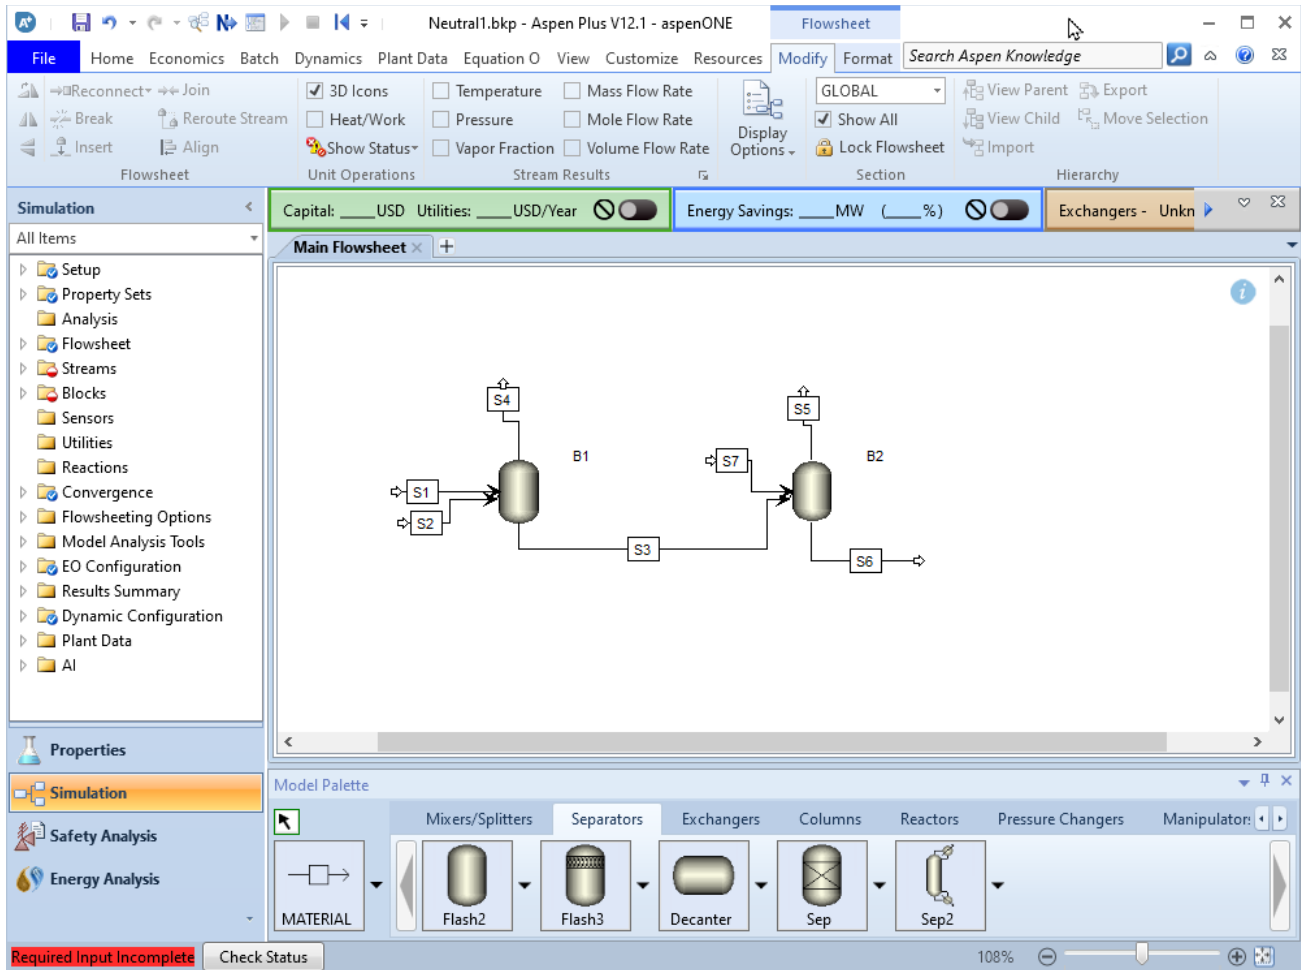 Neutral1.bkp - Aspen Plus V12.1 - aspenONE
Flowsheet
File Home Economics Batch Dynamics Plant Data Equation O View Customize Resources Modify Format Search Aspen Knowledge
Reconnect Join
Break Reroute Stream
Insert Align
Flowsheet
3D Icons
Heat/Work
Show Status
Unit Operations
Temperature Mass Flow Rate
Pressure Mole Flow Rate
Vapor Fraction Volume Flow Rate
Stream Results
Display
Options
GLOBAL
Show All
Lock Flowsheet
Section
View Parent Export
View Child Move Selection
Import
Hierarchy
Simulation
All Items
Setup
Property Sets
Analysis
Flowsheet
Streams
Blocks
Sensors
Utilities
Reactions
Convergence
Flowsheeting Options
Model Analysis Tools
EO Configuration
Results Summary
Dynamic Configuration
Plant Data
AI
Properties
Simulation
Safety Analysis
Energy Analysis
Capital: ____USD Utilities: ____USD/Year
Energy Savings: ____MW (____%)
Exchangers - Unkn
Main Flowsheet
S4
S5
B1
S7
B2
S1
S2
S3
S6
Model Palette
Mixers/Splitters Separators Exchangers Columns Reactors Pressure Changers Manipulator
MATERIAL Flash2 Flash3 Decanter Sep Sep2
Required Input Incomplete Check Status 108%